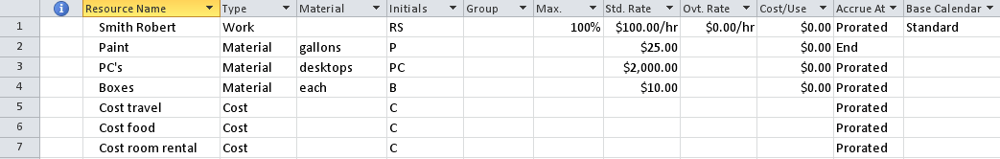 Resource Name Type Material Initials Group Max. Std. Rate Ovt. Rate Cost/Use Accrue At Base Calendar
1 Smith Robert Work RS 100% $100.00/hr $0.00/hr $0.00 Prorated Standard
2 Paint Material gallons P $25.00 $0.00 End
3 PC's Material desktops PC $2,000.00 $0.00 Prorated
4 Boxes Material each B $10.00 $0.00 Prorated
5 Cost travel Cost C Prorated
6 Cost food Cost C Prorated
7 Cost room rental Cost C Prorated